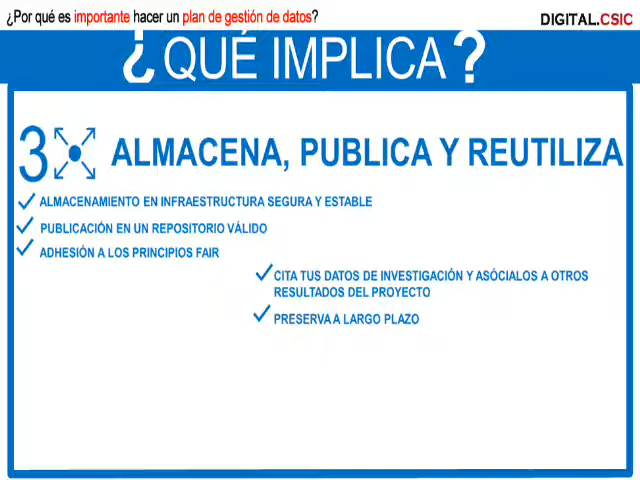 ¿Por qué es importante hacer un plan de gestión de datos?
DIGITAL.CSIC
¿QUÉ IMPLICA?
3 ALMACENA, PUBLICA Y REUTILIZA
ALMACENAMIENTO EN INFRAESTRUCTURA SEGURA Y ESTABLE
PUBLICACIÓN EN UN REPOSITORIO VÁLIDO
ADHESIÓN A LOS PRINCIPIOS FAIR
CITA TUS DATOS DE INVESTIGACIÓN Y ASÓCIALOS A OTROS
RESULTADOS DEL PROYECTO
PRESERVA A LARGO PLAZO